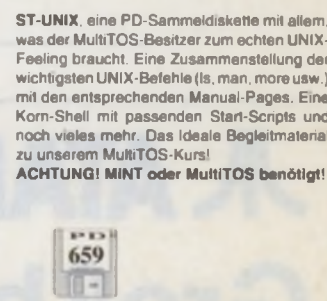 ST-UNIX, eine PD-Sammeldiskette mit allem,
was der MultiTOS-Besitzer zum echten UNIX-
Feeling braucht. Eine Zusammenstellung der
wichtigsten UNIX-Befehle (ls, man, more usw.)
mit den entsprechenden Manual-Pages. Eine
Korn-Shell mit passenden Start-Scripts und
noch vieles mehr. Das Ideale Begleitmaterial
zu unserem MultiTOS-Kurs!
ACHTUNG! MINT oder MultiTOS benötigt!
PD
659